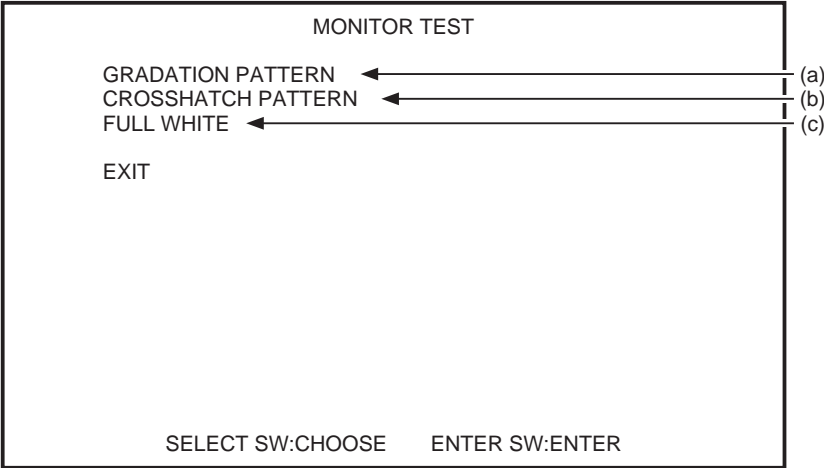 MONITOR TEST
GRADATION PATTERN (a)
CROSSHATCH PATTERN (b)
FULL WHITE (c)
EXIT
SELECT SW:CHOOSE ENTER SW:ENTER